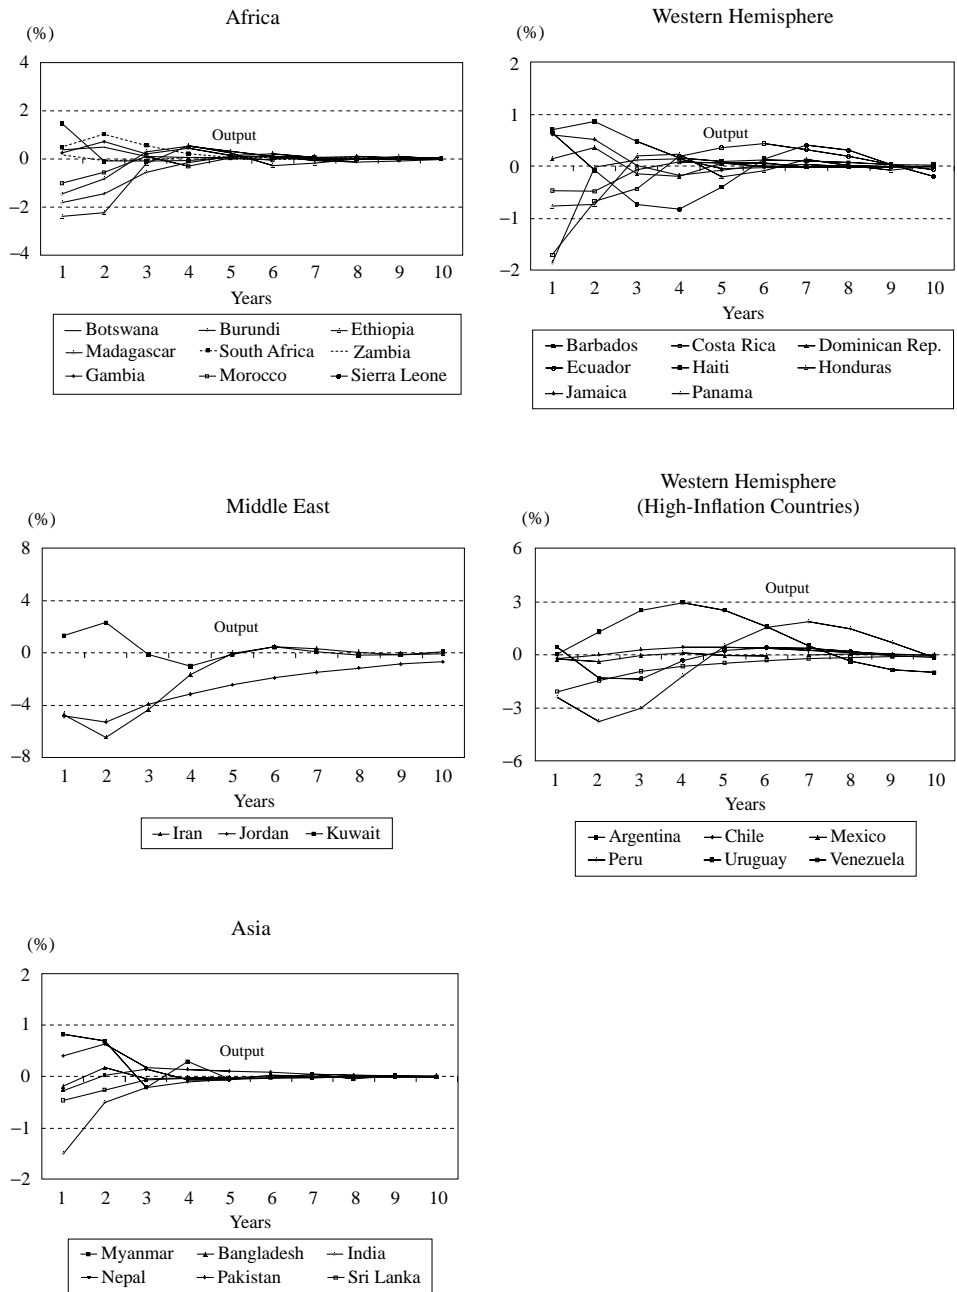 Africa
(%)
4
2
0
−2
−4
Output
1 2 3 4 5 6 7 8 9 10
Years
Botswana Burundi Ethiopia
Madagascar South Africa Zambia
Gambia Morocco Sierra Leone
Western Hemisphere
(%)
2
1
0
−1
−2
Output
1 2 3 4 5 6 7 8 9 10
Years
Barbados Costa Rica Dominican Rep.
Ecuador Haiti Honduras
Jamaica Panama
Middle East
(%)
8
4
0
−4
−8
Output
1 2 3 4 5 6 7 8 9 10
Years
Iran Jordan Kuwait
Western Hemisphere
(High-Inflation Countries)
(%)
6
3
0
−3
−6
Output
1 2 3 4 5 6 7 8 9 10
Years
Argentina Chile Mexico
Peru Uruguay Venezuela
Asia
(%)
2
1
0
−1
−2
Output
1 2 3 4 5 6 7 8 9 10
Years
Myanmar Bangladesh India
Nepal Pakistan Sri Lanka